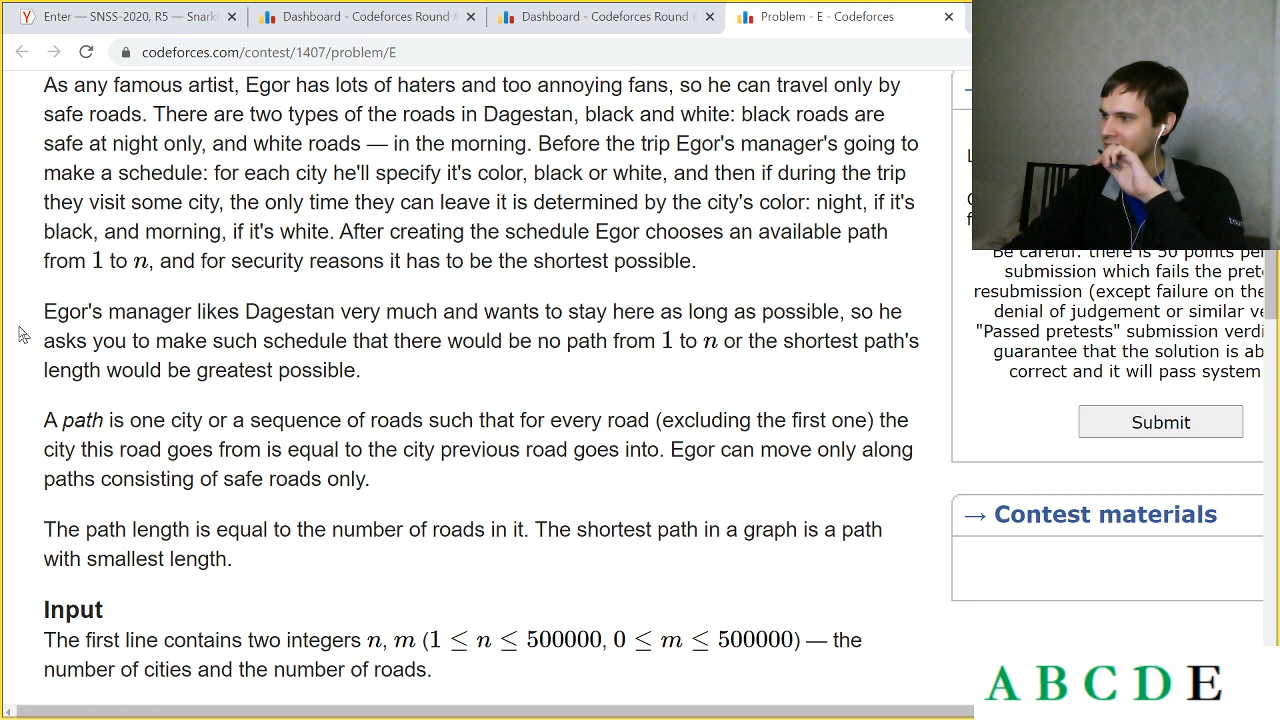 Enter — SNSS-2020, R5 — Snark
Dashboard - Codeforces Round
Dashboard - Codeforces Round
Problem - E - Codeforces
codeforces.com/contest/1407/problem/E
As any famous artist, Egor has lots of haters and too annoying fans, so he can travel only by
safe roads. There are two types of the roads in Dagestan, black and white: black roads are
safe at night only, and white roads — in the morning. Before the trip Egor's manager's going to
make a schedule: for each city he'll specify it's color, black or white, and then if during the trip
they visit some city, the only time they can leave it is determined by the city's color: night, if it's
black, and morning, if it's white. After creating the schedule Egor chooses an available path
from 1 to n, and for security reasons it has to be the shortest possible.
Egor's manager likes Dagestan very much and wants to stay here as long as possible, so he
asks you to make such schedule that there would be no path from 1 to n or the shortest path's
length would be greatest possible.
A path is one city or a sequence of roads such that for every road (excluding the first one) the
city this road goes from is equal to the city previous road goes into. Egor can move only along
paths consisting of safe roads only.
The path length is equal to the number of roads in it. The shortest path in a graph is a path
with smallest length.
Input
The first line contains two integers n, m (1 ≤ n ≤ 500000, 0 ≤ m ≤ 500000) — the
number of cities and the number of roads.
Be careful: there is 50 points pe
submission which fails the pret
resubmission (except failure on the
denial of judgement or similar ve
"Passed pretests" submission verdi
guarantee that the solution is ab
correct and it will pass system
Submit
→ Contest materials
A B C D E